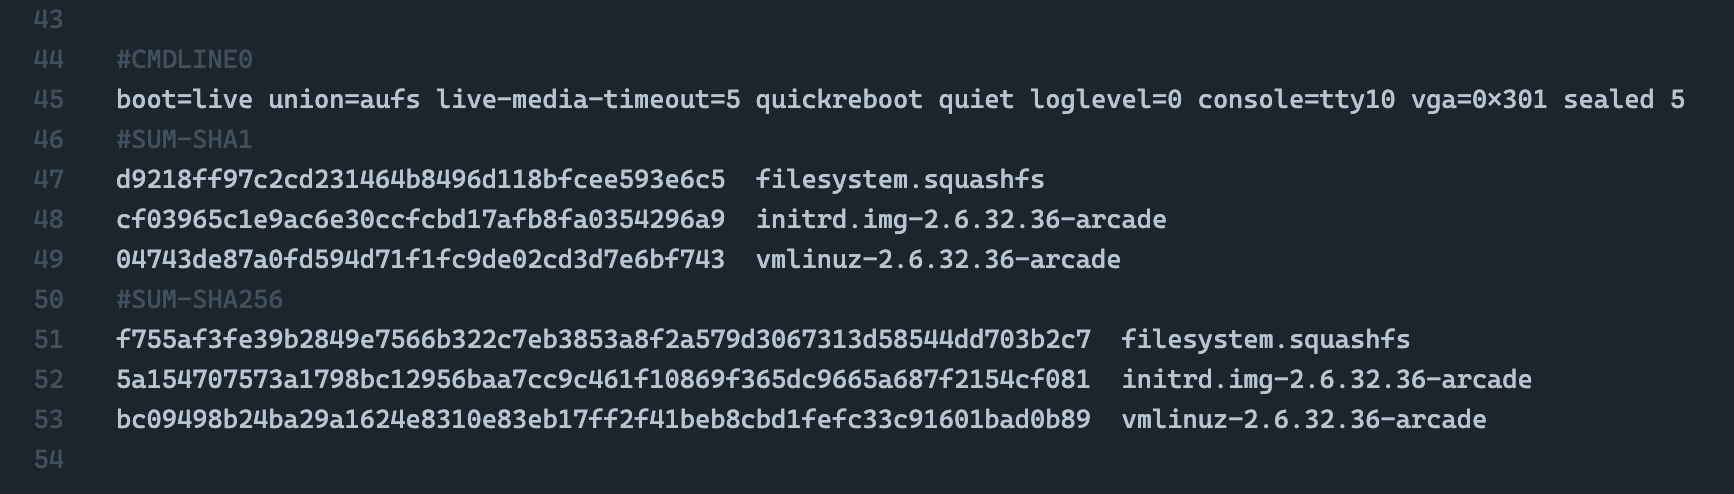 43
44 #CMDLINE0
45 boot=live union=aufs live-media-timeout=5 quickreboot quiet loglevel=0 console=tty10 vga=0x301 sealed 5
46 #SUM-SHA1
47 d9218ff97c2cd231464b8496d118bfcee593e6c5  filesystem.squashfs
48 cf03965c1e9ac6e30ccfcbd17afb8fa0354296a9  initrd.img-2.6.32.36-arcade
49 04743de87a0fd594d71f1fc9de02cd3d7e6bf743  vmlinuz-2.6.32.36-arcade
50 #SUM-SHA256
51 f755af3fe39b2849e7566b322c7eb3853a8f2a579d3067313d58544dd703b2c7  filesystem.squashfs
52 5a154707573a1798bc12956baa7cc9c461f10869f365dc9665a687f2154cf081  initrd.img-2.6.32.36-arcade
53 bc09498b24ba29a1624e8310e83eb17ff2f41beb8cbd1fefc33c91601bad0b89  vmlinuz-2.6.32.36-arcade
54